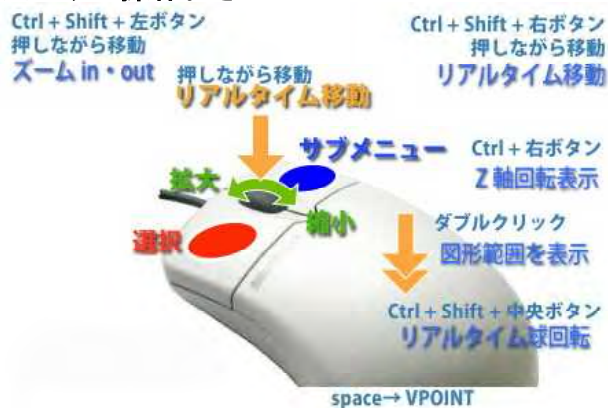 Ctrl + Shift + 左ボタン
押しながら移動
ズーム in・out
押しながら移動
リアルタイム移動
Ctrl + Shift + 右ボタン
押しながら移動
リアルタイム移動
サブメニュー
Ctrl + 右ボタン
Z 軸回転表示
拡大
縮小
選択
ダブルクリック
図形範囲を表示
Ctrl + Shift + 中央ボタン
リアルタイム球回転
space→ VPOINT